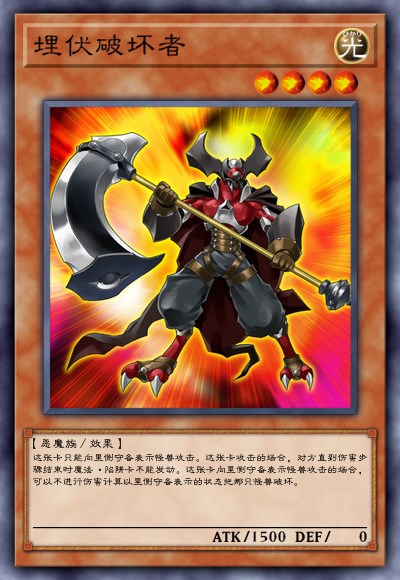 埋伏破坏者
光
ひかり
【恶魔族／效果】
这张卡只能向里侧守备表示怪兽攻击。这张卡攻击的场合，对方直到伤害步
骤结束时魔法·陷阱卡不能发动。这张卡向里侧守备表示怪兽攻击的场合，
可以不进行伤害计算以里侧守备表示的状态把那只怪兽破坏。
ATK/1500 DEF/ 0